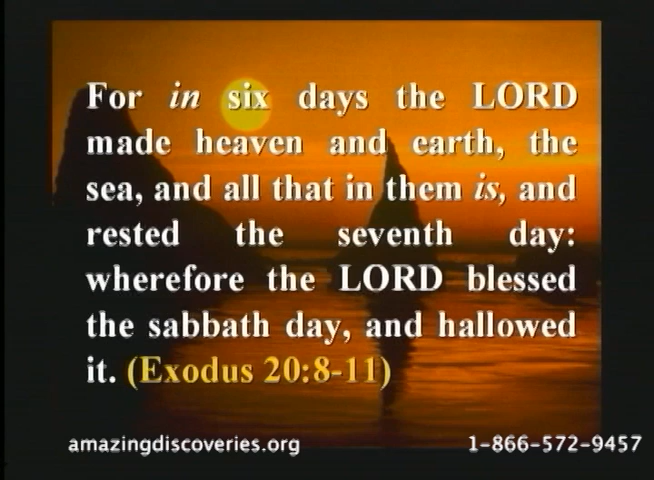 For in six days the LORD
made heaven and earth, the
sea, and all that in them is, and
rested the seventh day:
wherefore the LORD blessed
the sabbath day, and hallowed
it. (Exodus 20:8-11)
amazingdiscoveries.org 1-866-572-9457